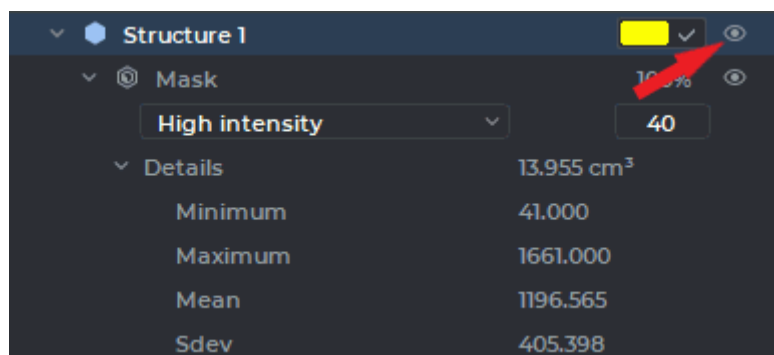 Structure 1
Mask 100%
High intensity 40
Details 13.955 cm³
Minimum 41.000
Maximum 1661.000
Mean 1196.565
Sdev 405.398